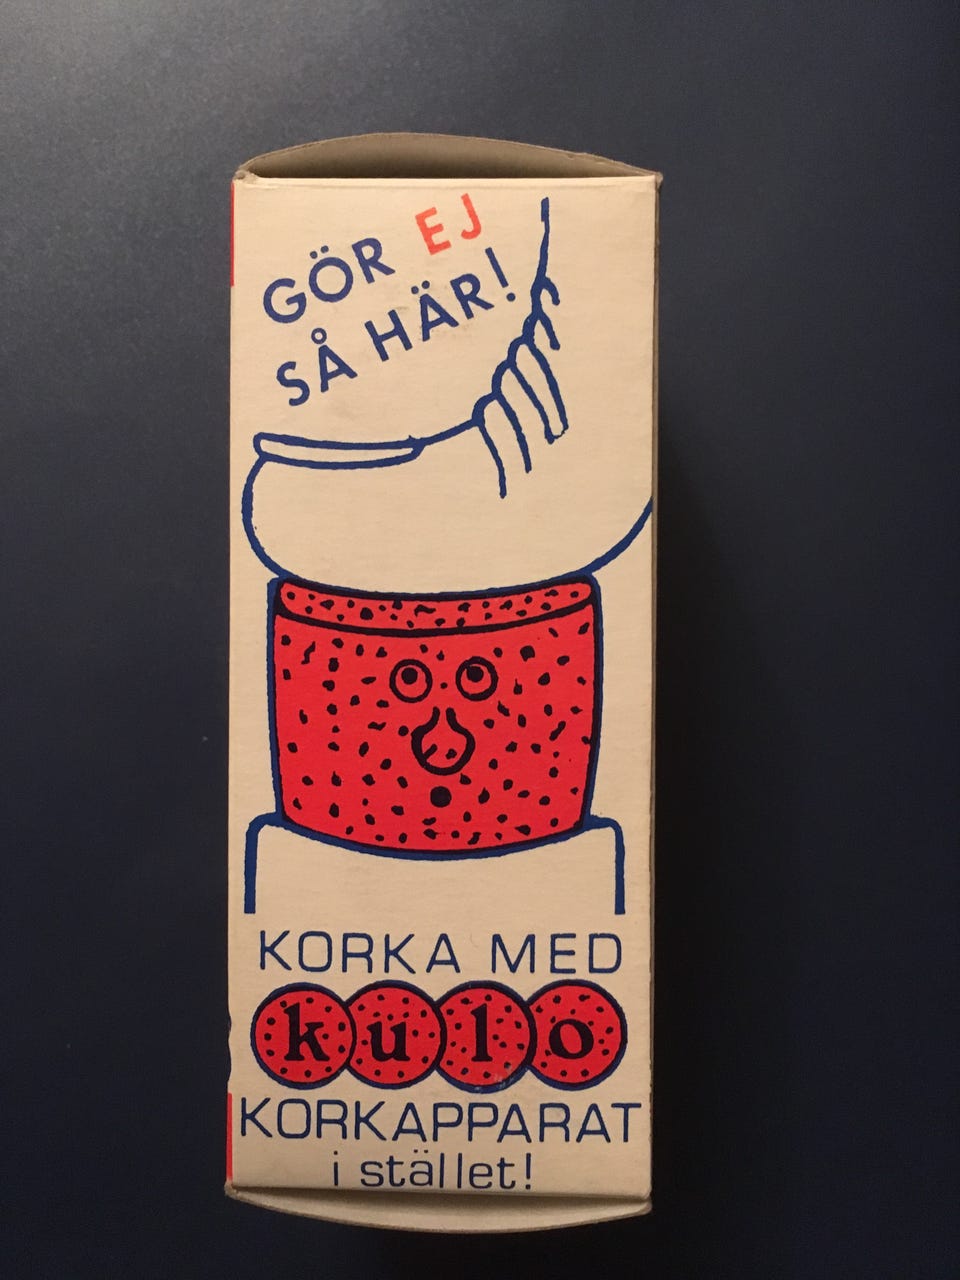 GÖR EJ
SÅ HÄR!
KORKA MED
kulo
KORKAPPARAT
i stället!